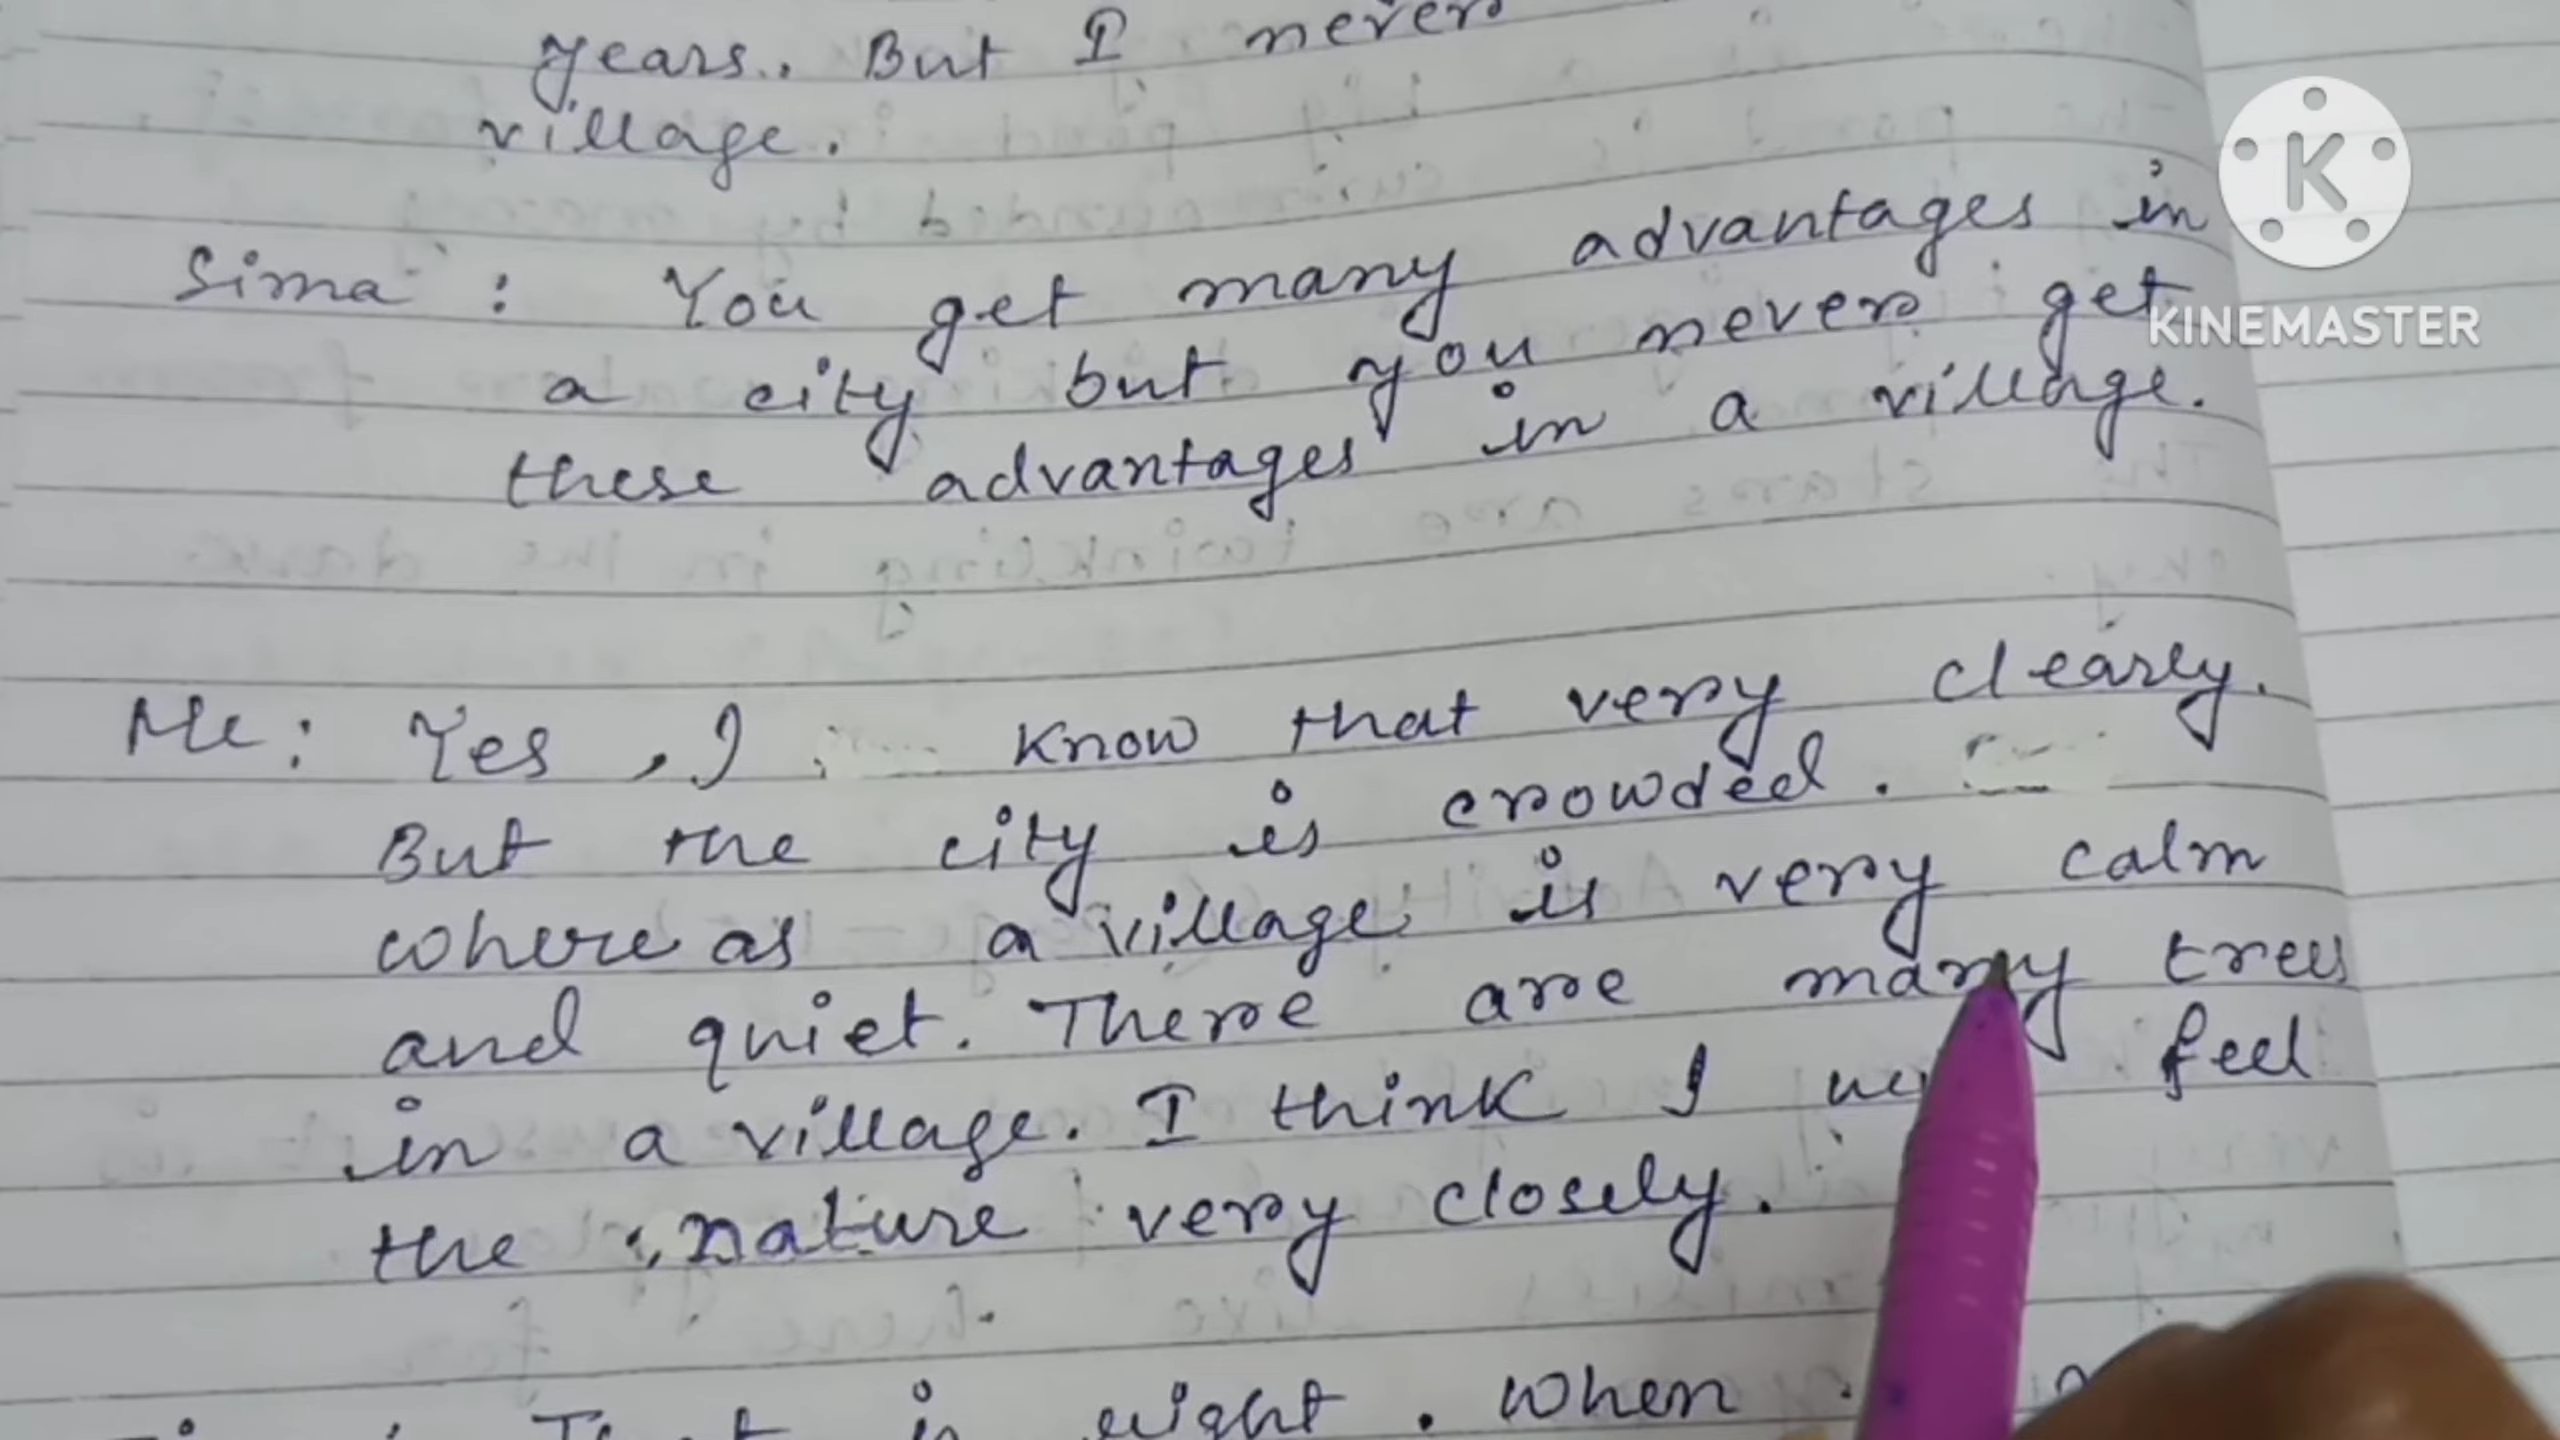 years. But I never
village.
Sima : You get many advantages in
a city but you never get
these advantages in a village.
Me : Yes, I know that very clearly.
But the city is crowded.
where as a village is very calm
and quiet. There are many trees
in a village. I think I feel
the nature very closely.
is right. When
K
KINEMASTER